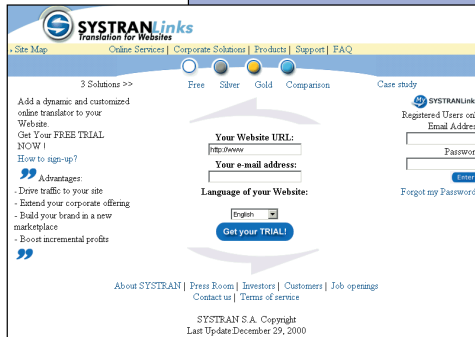 SYSTRANLinks
Translation for Websites
Site Map
Online Services | Corporate Solutions | Products | Support | FAQ
3 Solutions >>
Free Silver Gold Comparison
Case study
Add a dynamic and customized
online translator to your
Website.
Get Your FREE TRIAL
NOW !
How to sign-up?
Advantages:
- Drive traffic to your site
- Extend your corporate offering
- Build your brand in a new
marketplace
- Boost incremental profits
Your Website URL:
http://www
Your e-mail address:
Language of your Website:
English
Get your TRIAL!
My SYSTRANLink
Registered Users onl
Email Addres
Passwor
Enter
Forgot my Password
About SYSTRAN | Press Room | Investors | Customers | Job openings
Contact us | Terms of service
SYSTRAN S.A. Copyright
Last Update:December 29, 2000